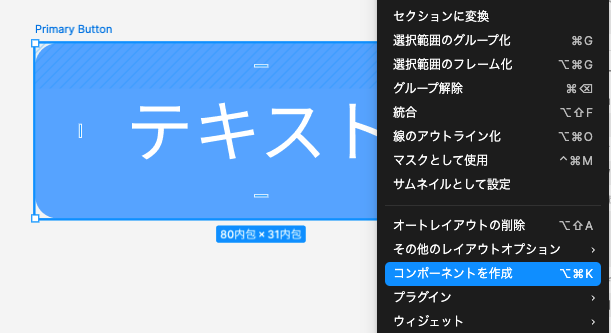 Primary Button
テキスト
80内包 × 31内包
セクションに変換
選択範囲のグループ化 ⌘G
選択範囲のフレーム化 ⌥⌘G
グループ解除 ⌘⌫
統合 ⌥⇧F
線のアウトライン化 ⌥⌘O
マスクとして使用 ^⌘M
サムネイルとして設定
オートレイアウトの削除 ⌥⇧A
その他のレイアウトオプション ›
コンポーネントを作成 ⌥⌘K
プラグイン ›
ウィジェット ›